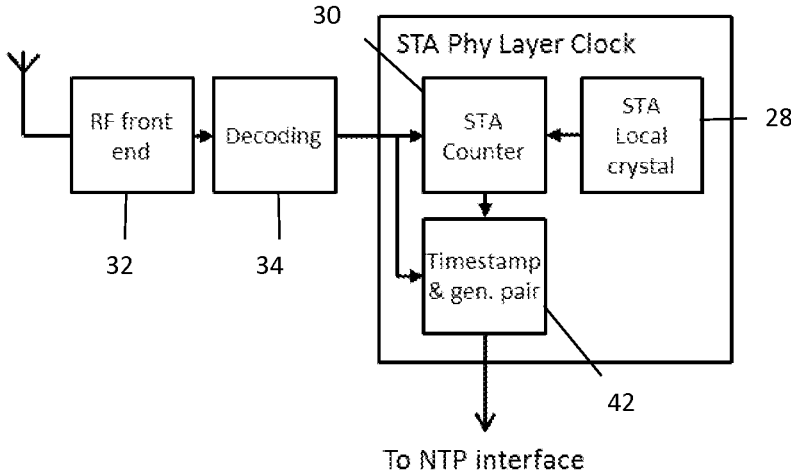 30
STA Phy Layer Clock
RF front
end
Decoding
STA
Counter
STA
Local
crystal
28
32
34
Timestamp
& gen. pair
42
To NTP interface